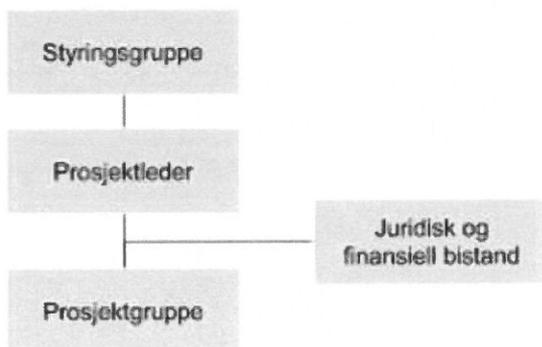 Styringsgruppe
Prosjektleder
Juridisk og
finansiell bistand
Prosjektgruppe